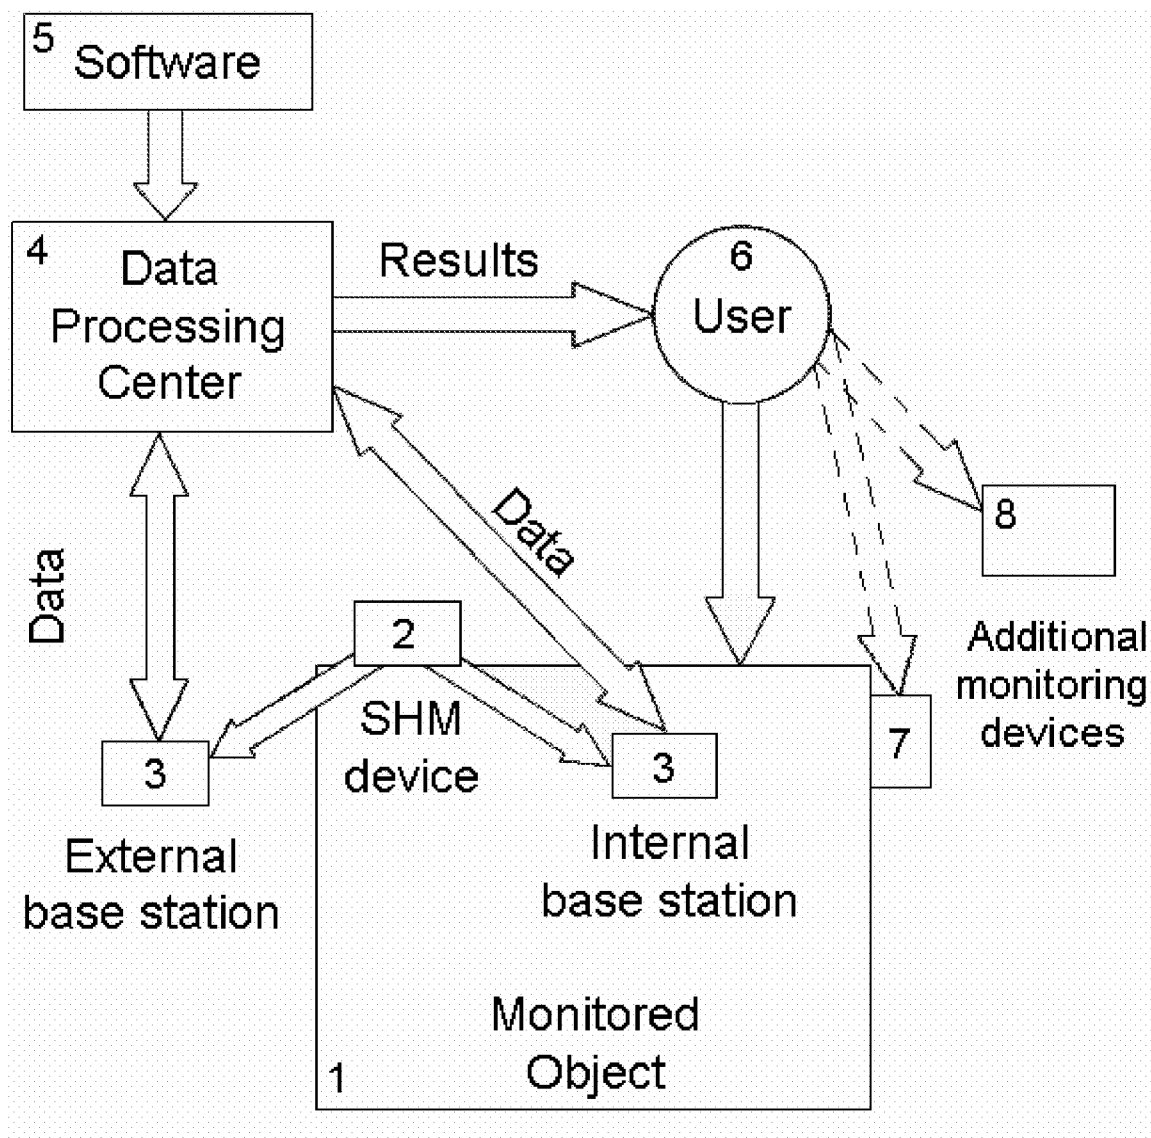 5
Software
4
Data
Processing
Center
Results
6
User
Data
Data
8
Additional
monitoring
devices
2
SHM
device
3
External
base station
3
Internal
base station
7
Monitored
Object
1